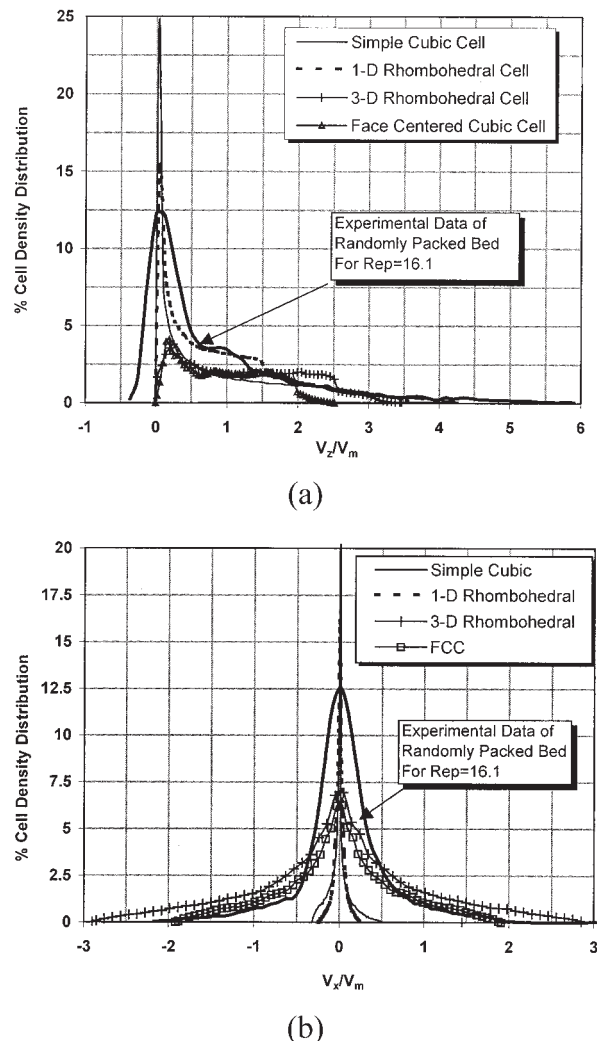 25
20
15
10
5
0
% Cell Density Distribution
Simple Cubic Cell
1-D Rhombohedral Cell
3-D Rhombohedral Cell
Face Centered Cubic Cell
Experimental Data of
Randomly Packed Bed
For Rep=16.1
-1 0 1 2 3 4 5 6
Vz/Vm
(a)
20
17.5
15
12.5
10
7.5
5
2.5
0
% Cell Density Distribution
Simple Cubic
1-D Rhombohedral
3-D Rhombohedral
FCC
Experimental Data of
Randomly Packed Bed
For Rep=16.1
-3 -2 -1 0 1 2 3
Vx/Vm
(b)